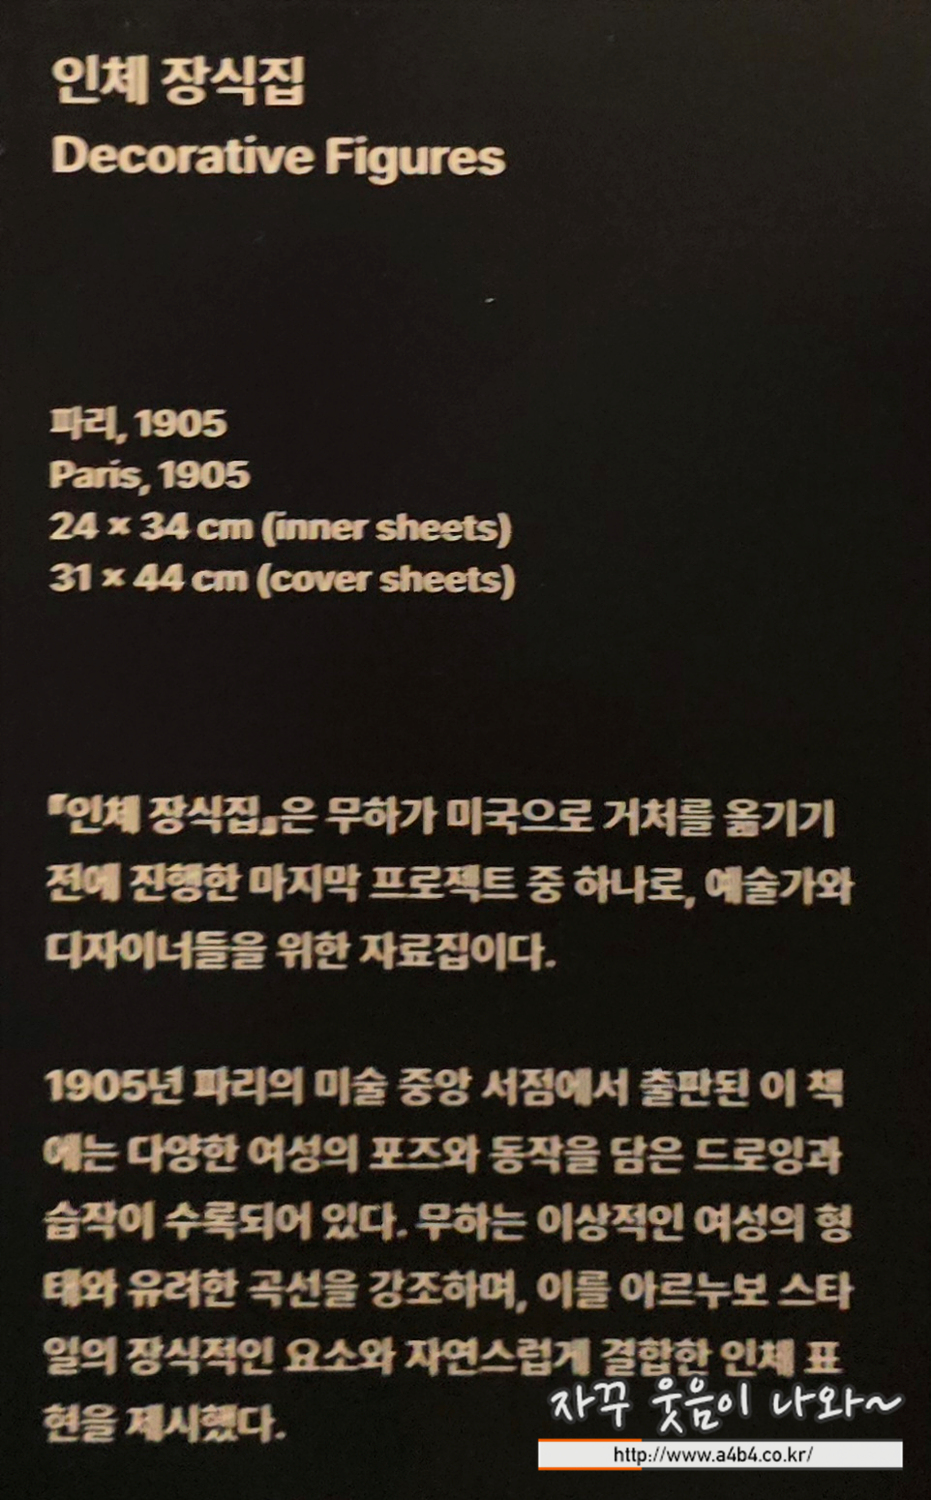 인체 장식집
Decorative Figures
파리, 1905
Paris, 1905
24 × 34 cm (inner sheets)
31 × 44 cm (cover sheets)
『인체 장식집』은 무하가 미국으로 거처를 옮기기
전에 진행한 마지막 프로젝트 중 하나로, 예술가와
디자이너들을 위한 자료집이다.
1905년 파리의 미술 중앙 서점에서 출판된 이 책
에는 다양한 여성의 포즈와 동작을 담은 드로잉과
습작이 수록되어 있다. 무하는 이상적인 여성의 형
태와 유려한 곡선을 강조하며, 이를 아르누보 스타
일의 장식적인 요소와 자연스럽게 결합한 인체 표
현을 제시했다.
자꾸 웃음이 나와~
http://www.a4b4.co.kr/